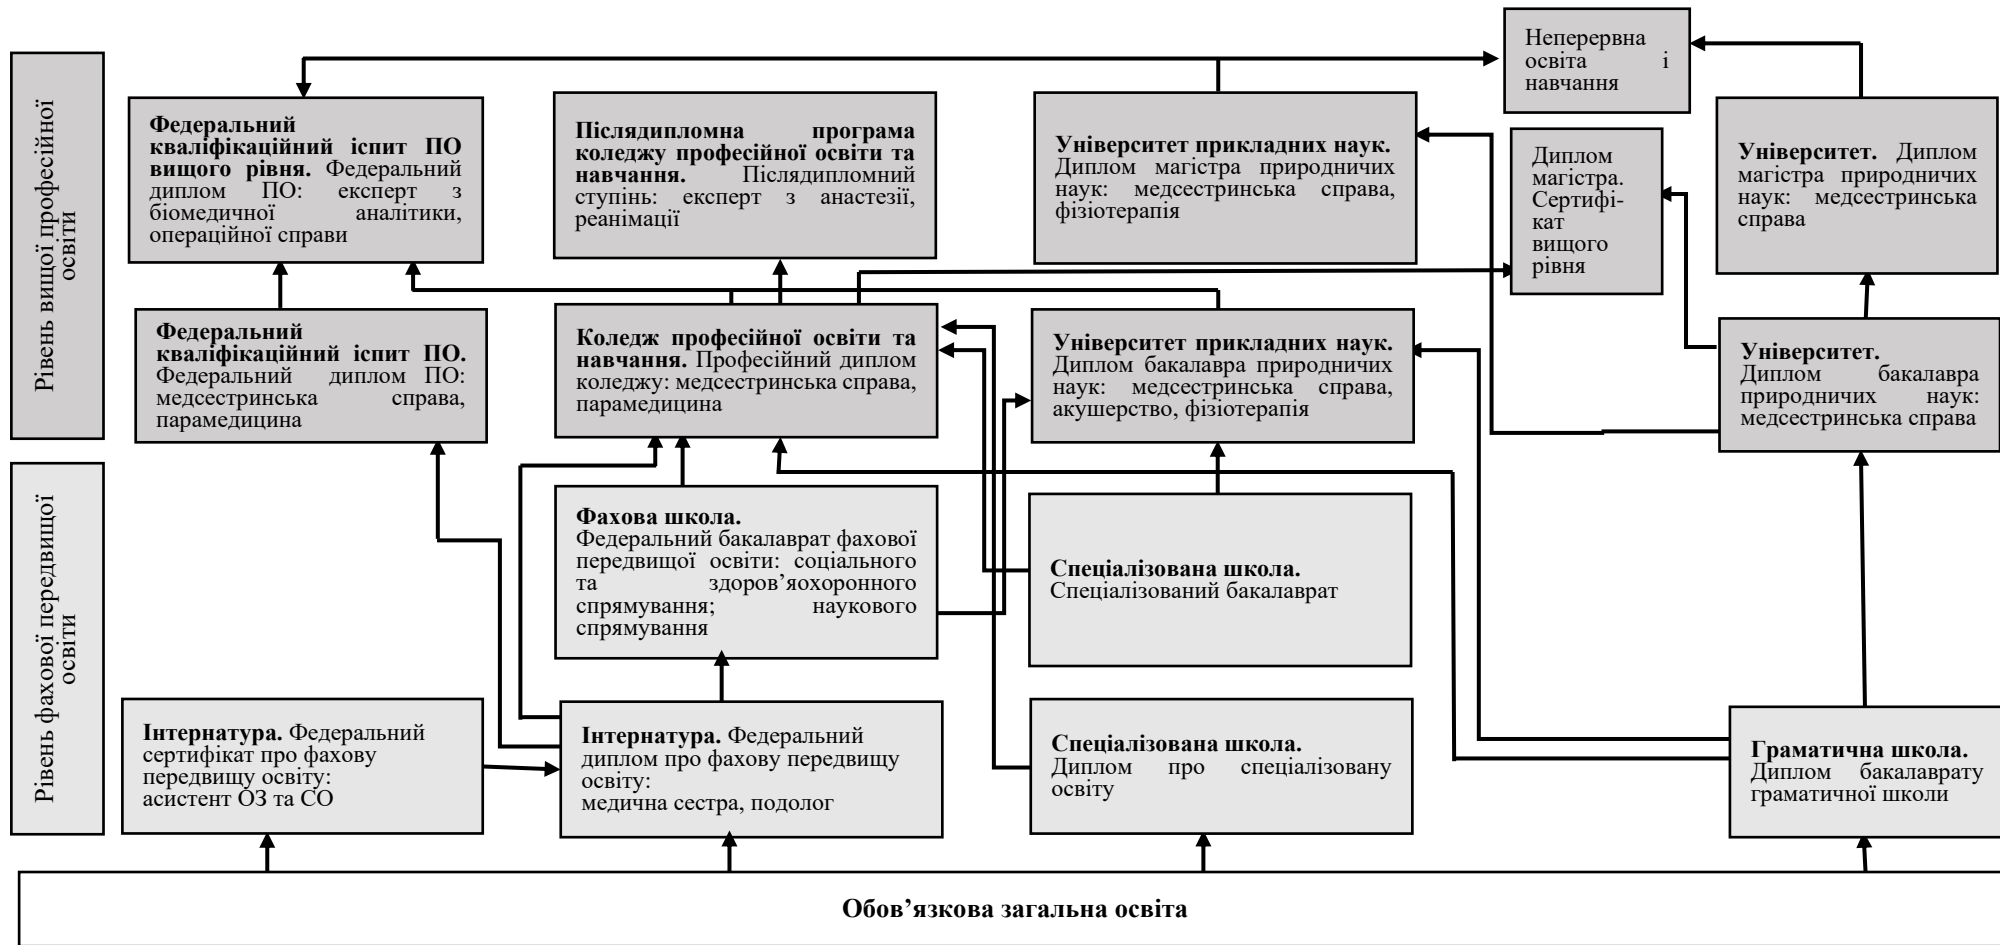 Рівень вищої професійної
освіти
Рівень фахової передвищої
освіти
Неперервна
освіта і
навчання
Федеральний
кваліфікаційний іспит ПО
вищого рівня. Федеральний
диплом ПО: експерт з
біомедичної аналітики,
операційної справи
Післядипломна програма
коледжу професійної освіти та
навчання. Післядипломний
ступінь: експерт з анастезії,
реанімації
Університет прикладних наук.
Диплом магістра природничих
наук: медсестринська справа,
фізіотерапія
Диплом
магістра.
Сертифі-
кат
вищого
рівня
Університет. Диплом
магістра природничих
наук: медсестринська
справа
Федеральний
кваліфікаційний іспит ПО.
Федеральний диплом ПО:
медсестринська справа,
парамедицина
Коледж професійної освіти та
навчання. Професійний диплом
коледжу: медсестринська справа,
парамедицина
Університет прикладних наук.
Диплом бакалавра природничих
наук: медсестринська справа,
акушерство, фізіотерапія
Університет.
Диплом бакалавра
природничих наук:
медсестринська справа
Фахова школа.
Федеральний бакалаврат фахової
передвищої освіти: соціального
та здоров’яохоронного
спрямування; наукового
спрямування
Спеціалізована школа.
Спеціалізований бакалаврат
Інтернатура. Федеральний
сертифікат про фахову
передвищу освіту:
асистент ОЗ та СО
Інтернатура. Федеральний
диплом про фахову передвищу
освіту:
медична сестра, подолог
Спеціалізована школа.
Диплом про спеціалізовану
освіту
Граматична школа.
Диплом бакалаврату
граматичної школи
Обов’язкова загальна освіта